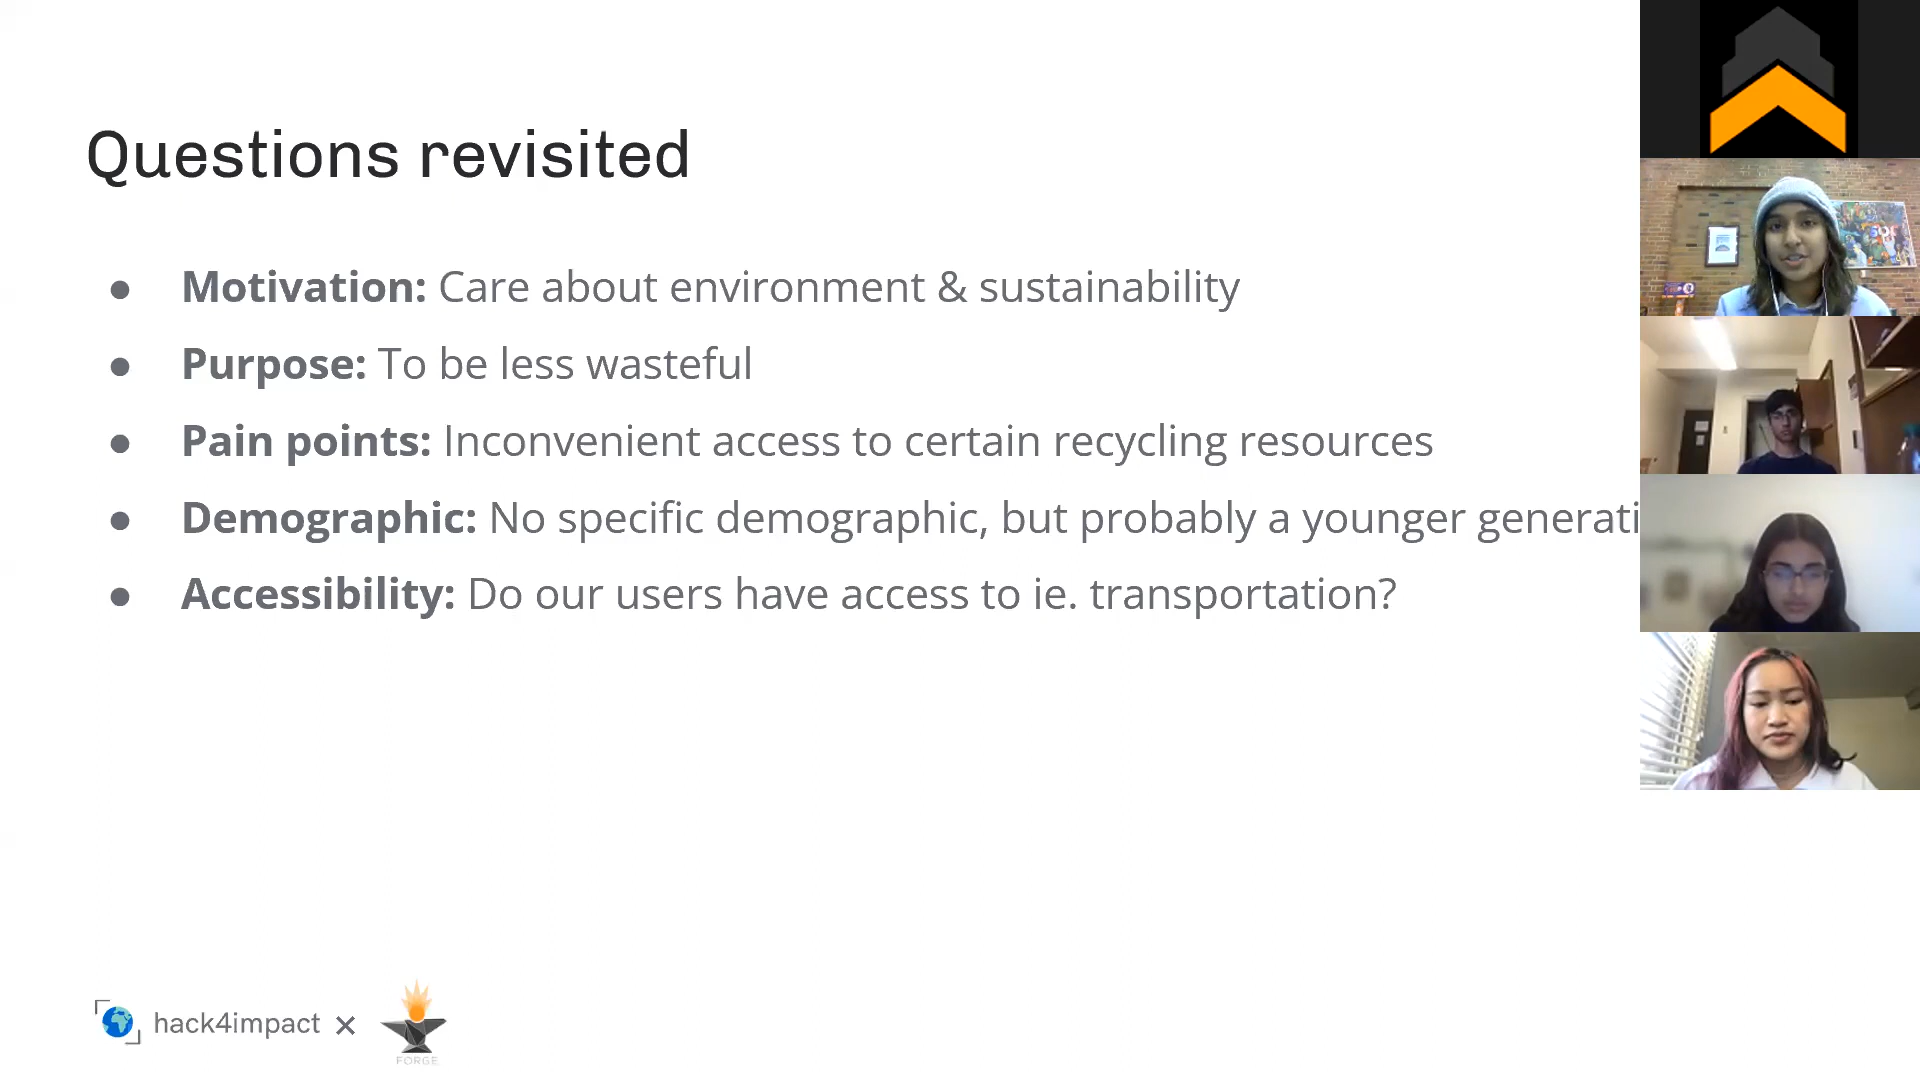 Questions revisited
● Motivation: Care about environment & sustainability
● Purpose: To be less wasteful
● Pain points: Inconvenient access to certain recycling resources
● Demographic: No specific demographic, but probably a younger generati
● Accessibility: Do our users have access to ie. transportation?
hack4impact ×
FORGE